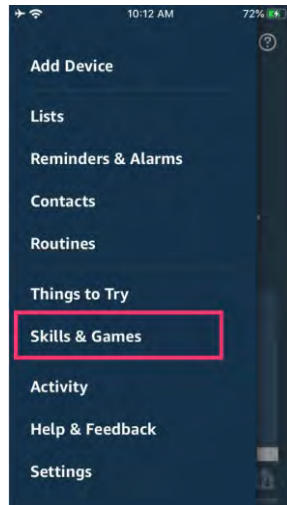 10:12 AM
72%
Add Device
Lists
Reminders & Alarms
Contacts
Routines
Things to Try
Skills & Games
Activity
Help & Feedback
Settings